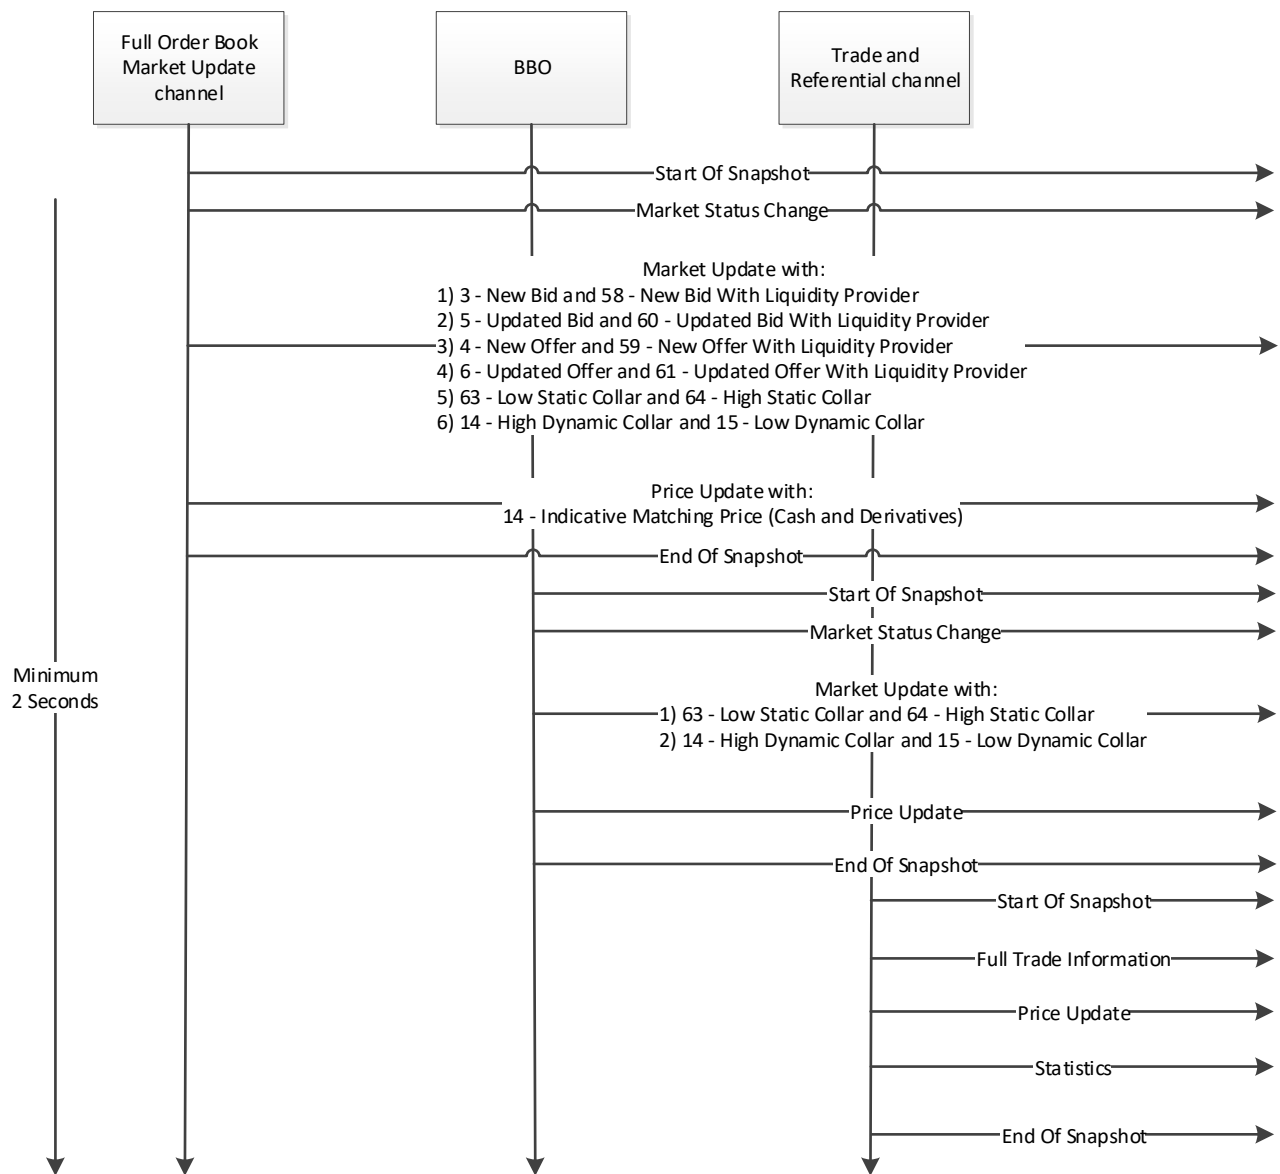 Full Order Book
Market Update
channel
BBO
Trade and
Referential channel
Start Of Snapshot
Market Status Change
Market Update with:
1) 3 - New Bid and 58 - New Bid With Liquidity Provider
2) 5 - Updated Bid and 60 - Updated Bid With Liquidity Provider
3) 4 - New Offer and 59 - New Offer With Liquidity Provider
4) 6 - Updated Offer and 61 - Updated Offer With Liquidity Provider
5) 63 - Low Static Collar and 64 - High Static Collar
6) 14 - High Dynamic Collar and 15 - Low Dynamic Collar
Price Update with:
14 - Indicative Matching Price (Cash and Derivatives)
End Of Snapshot
Start Of Snapshot
Market Status Change
Minimum
2 Seconds
Market Update with:
1) 63 - Low Static Collar and 64 - High Static Collar
2) 14 - High Dynamic Collar and 15 - Low Dynamic Collar
Price Update
End Of Snapshot
Start Of Snapshot
Full Trade Information
Price Update
Statistics
End Of Snapshot